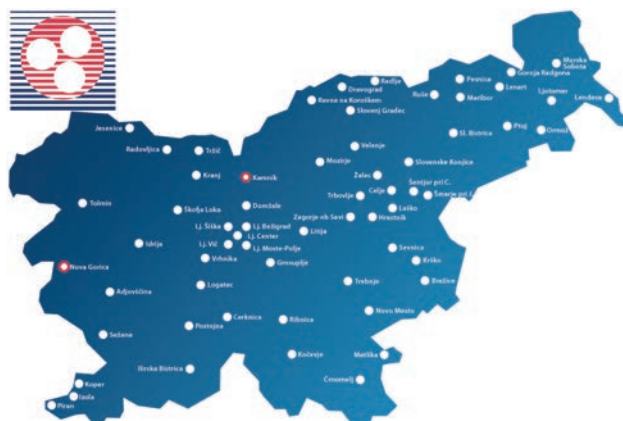 Murska
Sobota
Radlje
Pesnica
Gornja Radgona
Dravograd
Ravne na Koroškem
Ruše
Maribor
Lenart
Ljutomer
Lendava
Slovenj Gradec
Jesenice
Sl. Bistrica
Ptuj
Ormož
Radovljica
Tržič
Velenje
Mozirje
Slovenske Konjice
Kranj
Kamnik
Žalec
Celje
Šentjur pri C.
Trbovlje
Šmarje pri J.
Tolmin
Škofja Loka
Domžale
Laško
Zagorje ob Savi
Hrastnik
Lj. Šiška
Lj. Bežigrad
Lj. Center
Litija
Idrija
Lj. Vič
Lj. Moste-Polje
Sevnica
Vrhnika
Grosuplje
Krško
Nova Gorica
Trebnje
Brežice
Ajdovščina
Logatec
Novo Mesto
Cerknica
Ribnica
Postojna
Sežana
Kočevje
Metlika
Ilirska Bistrica
Črnomelj
Koper
Izola
Piran